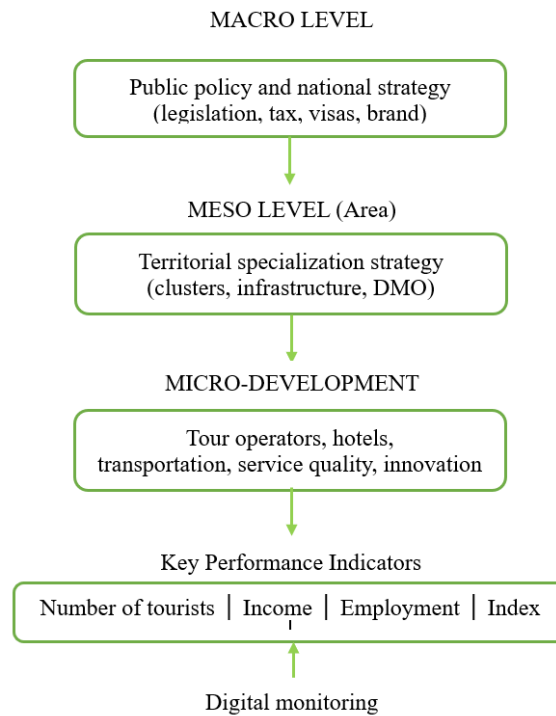 MACRO LEVEL
Public policy and national strategy
(legislation, tax, visas, brand)
MESO LEVEL (Area)
Territorial specialization strategy
(clusters, infrastructure, DMO)
MICRO-DEVELOPMENT
Tour operators, hotels,
transportation, service quality, innovation
Key Performance Indicators
Number of tourists | Income | Employment | Index
Digital monitoring